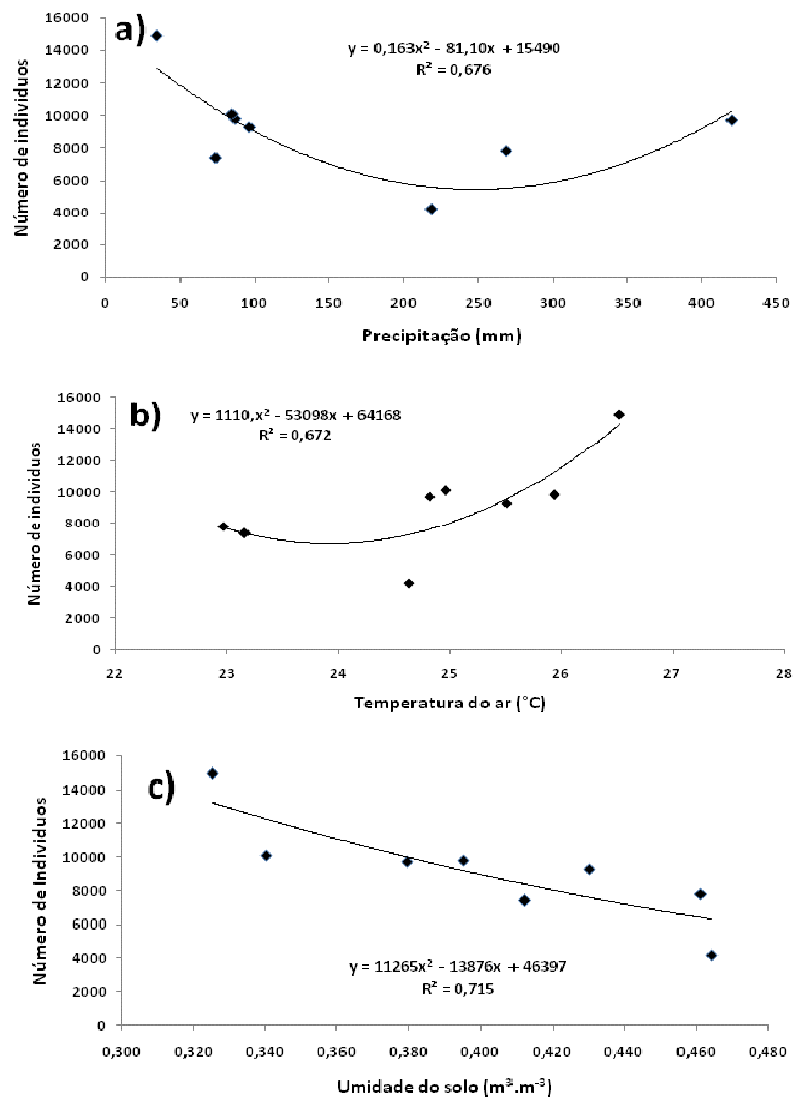 a)
y = 0,163x² - 81,10x + 15490
R² = 0,676
Número de individuos
16000
14000
12000
10000
8000
6000
4000
2000
0
0 50 100 150 200 250 300 350 400 450
Precipitação (mm)
b)
y = 1110,x² - 53098x + 64168
R² = 0,672
Número de individuos
16000
14000
12000
10000
8000
6000
4000
2000
0
22 23 24 25 26 27 28
Temperatura do ar (°C)
c)
Número de Individuos
16000
14000
12000
10000
8000
6000
4000
2000
0
y = 11265x² - 13876x + 46397
R² = 0,715
0,300 0,320 0,340 0,360 0,380 0,400 0,420 0,440 0,460 0,480
Umidade do solo (m³.m⁻³)